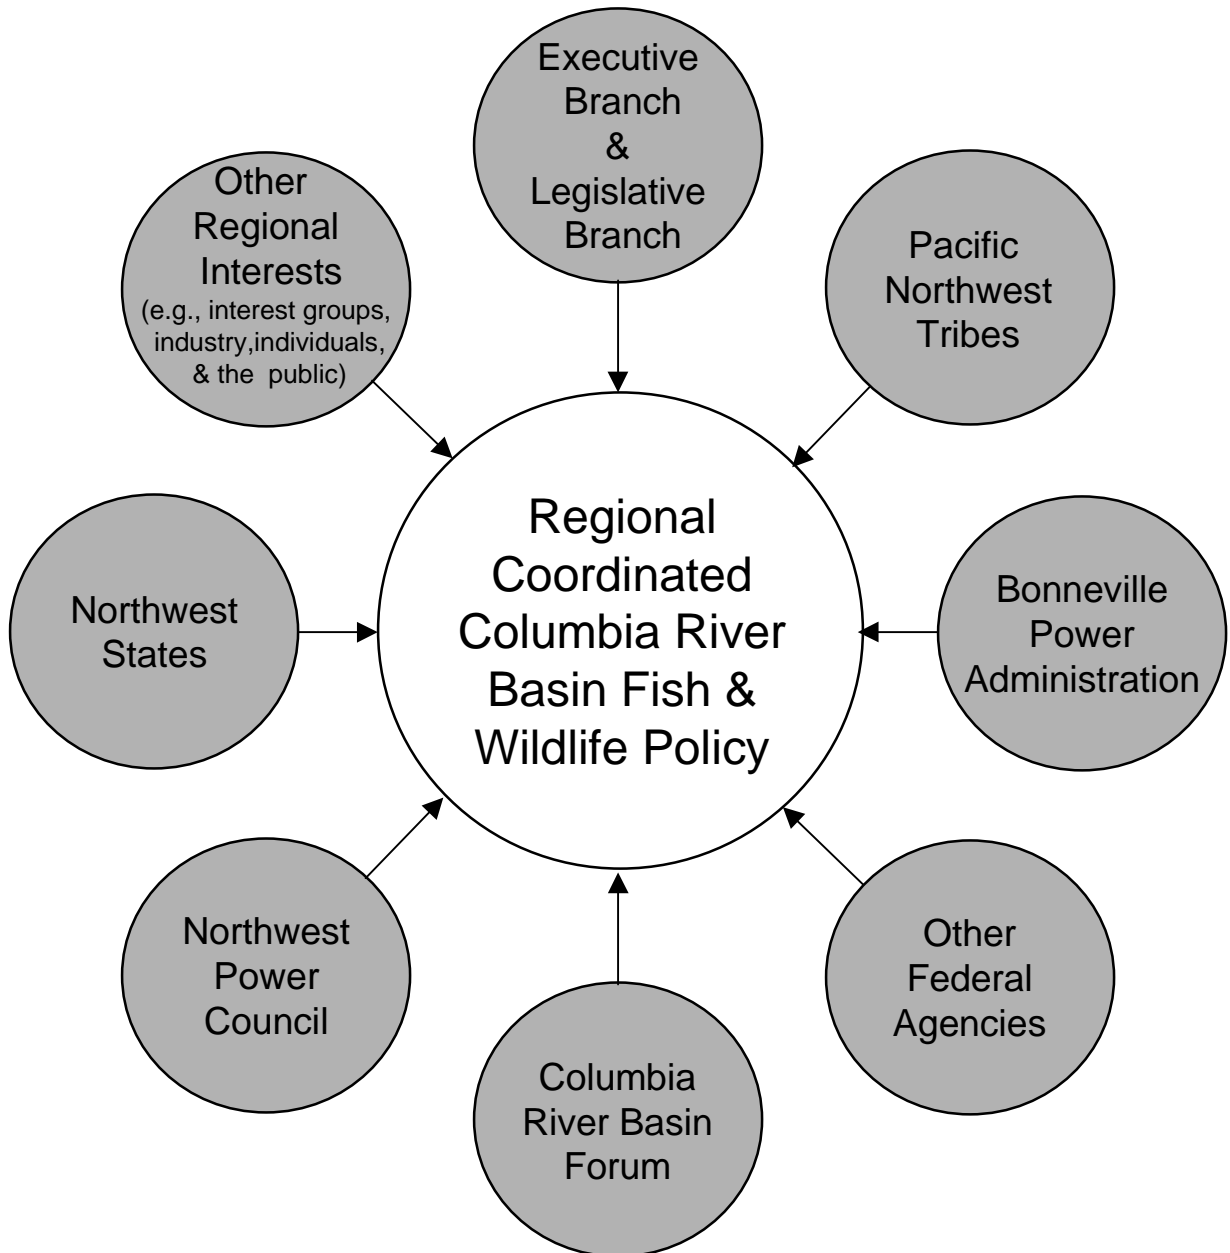 Executive
Branch
&
Legislative
Branch
Other
Regional
Interests
(e.g., interest groups,
industry,individuals,
& the public)
Pacific
Northwest
Tribes
Regional
Coordinated
Columbia River
Basin Fish &
Wildlife Policy
Northwest
States
Bonneville
Power
Administration
Northwest
Power
Council
Other
Federal
Agencies
Columbia
River Basin
Forum